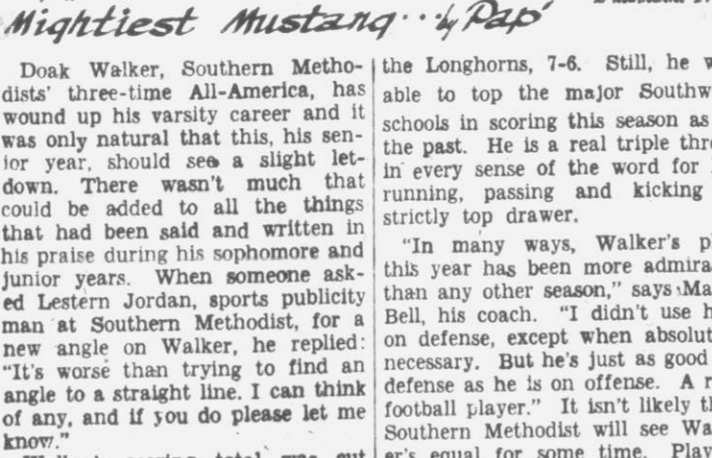 Mightiest Mustang... by Pap'
Doak Walker, Southern Metho-
dists' three-time All-America, has
wound up his varsity career and it
was only natural that this, his sen-
ior year, should see a slight let-
down. There wasn't much that
could be added to all the things
that had been said and written in
his praise during his sophomore and
junior years. When someone ask-
ed Lestern Jordan, sports publicity
man at Southern Methodist, for a
new angle on Walker, he replied:
"It's worse than trying to find an
angle to a straight line. I can think
of any, and if you do please let me
know."
the Longhorns, 7-6. Still, he
able to top the major
schools in scoring this season as
the past. He is a real triple
in every sense of the word for
running, passing and kicking
strictly top drawer.
"In many ways, Walker's
this year has been more
than any other season," says
Bell, his coach. "I didn't use
on defense, except when
necessary. But he's just as good
defense as he is on offense. A
football player." It isn't likely
Southern Methodist will see
er's equal for some time.